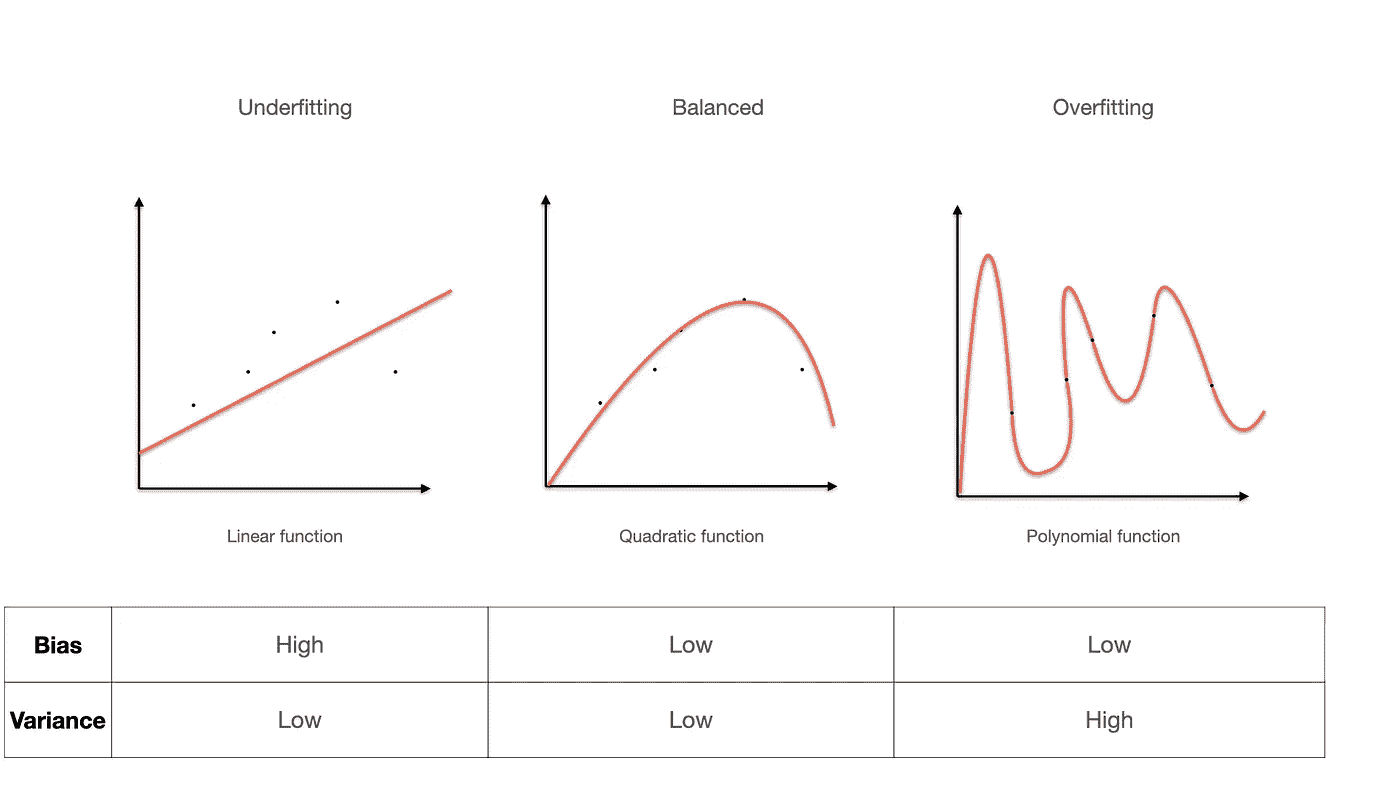 Underfitting Balanced Overfitting
Linear function Quadratic function Polynomial function
Bias High Low Low
Variance Low Low High